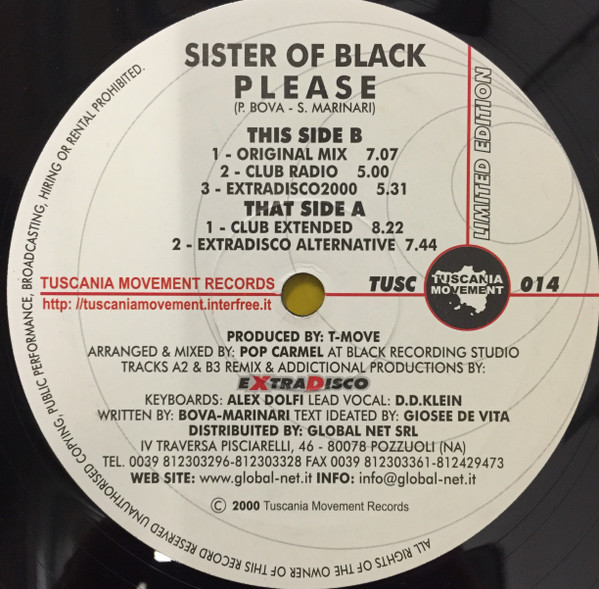 SISTER OF BLACK
PLEASE
(P. BOVA - S. MARINARI)
THIS SIDE B
1 - ORIGINAL MIX 7.07
2 - CLUB RADIO 5.00
3 - EXTRADISCO2000 5.31
THAT SIDE A
1 - CLUB EXTENDED 8.22
2 - EXTRADISCO ALTERNATIVE 7.44
LIMITED EDITION
TUSCANIA MOVEMENT RECORDS
http: //tuscaniamovement.interfree.it
TUSC
TUSCANIA
MOVEMENT
014
PRODUCED BY: T-MOVE
ARRANGED & MIXED BY: POP CARMEL AT BLACK RECORDING STUDIO
TRACKS A2 & B3 REMIX & ADDICTIONAL PRODUCTIONS BY:
EXTRADISCO
KEYBOARDS: ALEX DOLFI LEAD VOCAL: D.D.KLEIN
WRITTEN BY: BOVA-MARINARI TEXT IDEATED BY: GIOSEE DE VITA
DISTRIBUITED BY: GLOBAL NET SRL
IV TRAVERSA PISCIARELLI, 46 - 80078 POZZUOLI (NA)
TEL. 0039 812303296-812303328 FAX 0039 812303361-812429473
WEB SITE: www.global-net.it INFO: info@global-net.it
© 2000 Tuscania Movement Records
ALL RIGHTS OF THE OWNER OF THIS RECORD RESERVED UNAUTHORISED COPYING, PUBLIC PERFORMANCE, BROADCASTING, HIRING OR RENTAL PROHIBITED.